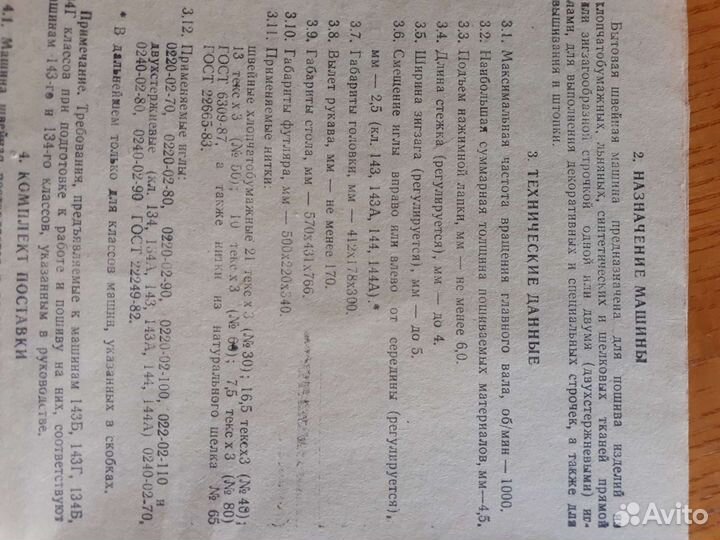 2. НАЗНАЧЕНИЕ МАШИНЫ
Бытовая швейная машина предназначена для пошива изделий
хлопчатобумажных, льняных, синтетических и шелковых тканей прямой
или зигзагообразной строчкой одной или двумя (двухстержневыми) иг-
лами, для выполнения декоративных и специальных строчек, а также для
вышивания и штопки.
3. ТЕХНИЧЕСКИЕ ДАННЫЕ
3.1. Максимальная частота вращения главного вала, об/мин — 1000.
3.2. Наибольшая суммарная толщина пошиваемых материалов, мм—4,5.
3.3. Подъем нажимной лапки, мм — не менее 6,0.
3.4. Длина стежка (регулируется), мм — до 4.
3.5. Ширина зигзага (регулируется), мм — до 5.
3.6. Смещение иглы вправо или влево от середины (регулируется),
мм — 2,5 (кл. 143, 143А, 144, 144А).*
3.7. Габариты головки, мм — 412х178х300.
3.8. Вылет рукава, мм — не менее 170.
3.9. Габариты стола, мм — 570х431х766.
3.10. Габариты футляра, мм — 500х220х340.
3.11. Применяемые нитки:
швейные хлопчатобумажные 21 текс х 3 (№ 30); 16,5 тексх3 (№ 40);
13 текс х 3 (№ 50); 10 текс х 3 (№ 60); 7,5 текс х 3 (№ 80)
ГОСТ 6309-87, а также нитки из натурального шелка № 65
ГОСТ 22665-83.
3.12. Применяемые иглы:
0220-02-70, 0220-02-80, 0220-02-90, 0220-02-100, 022-02-110 и
двухстержневые (кл. 134, 134А, 143, 143А, 144, 144А) 0240-02-70,
0240-02-80, 0240-02-90 ГОСТ 22249-82.
* В дальнейшем только для классов машин, указанных в скобках.
Примечание. Требования, предъявляемые к машинам 143Б, 143Г, 134Б,
134Г классов при подготовке к работе и пошиву на них, соответствуют
машинам 143-го и 134-го классов, указанным в руководстве.
4. КОМПЛЕКТ ПОСТАВКИ
4.1. Машина швейная
Avito